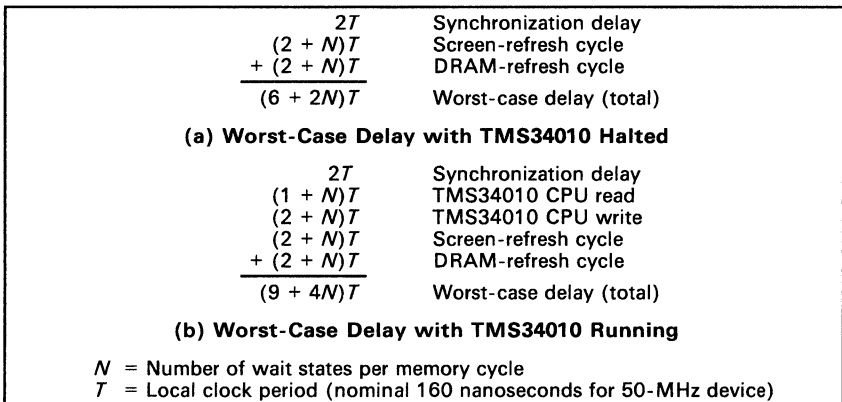 2T Synchronization delay
(2 + N)T Screen-refresh cycle
+ (2 + N)T DRAM-refresh cycle
(6 + 2N)T Worst-case delay (total)
(a) Worst-Case Delay with TMS34010 Halted
2T Synchronization delay
(1 + N)T TMS34010 CPU read
(2 + N)T TMS34010 CPU write
(2 + N)T Screen-refresh cycle
+ (2 + N)T DRAM-refresh cycle
(9 + 4N)T Worst-case delay (total)
(b) Worst-Case Delay with TMS34010 Running
N = Number of wait states per memory cycle
T = Local clock period (nominal 160 nanoseconds for 50-MHz device)